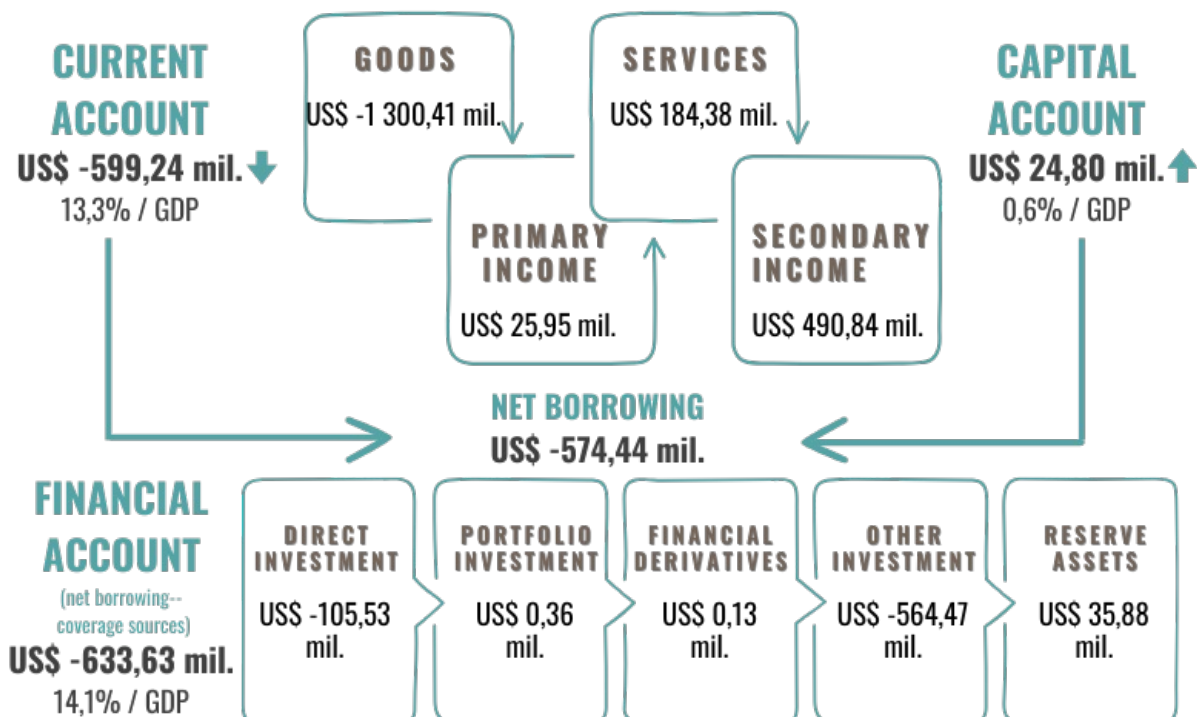 CURRENT
ACCOUNT
US$ -599,24 mil.
13,3% / GDP
GOODS
US$ -1 300,41 mil.
SERVICES
US$ 184,38 mil.
CAPITAL
ACCOUNT
US$ 24,80 mil.
0,6% / GDP
PRIMARY
INCOME
US$ 25,95 mil.
SECONDARY
INCOME
US$ 490,84 mil.
NET BORROWING
US$ -574,44 mil.
FINANCIAL
ACCOUNT
(net borrowing--
coverage sources)
US$ -633,63 mil.
14,1% / GDP
DIRECT
INVESTMENT
US$ -105,53
mil.
PORTFOLIO
INVESTMENT
US$ 0,36
mil.
FINANCIAL
DERIVATIVES
US$ 0,13
mil.
OTHER
INVESTMENT
US$ -564,47
mil.
RESERVE
ASSETS
US$ 35,88
mil.